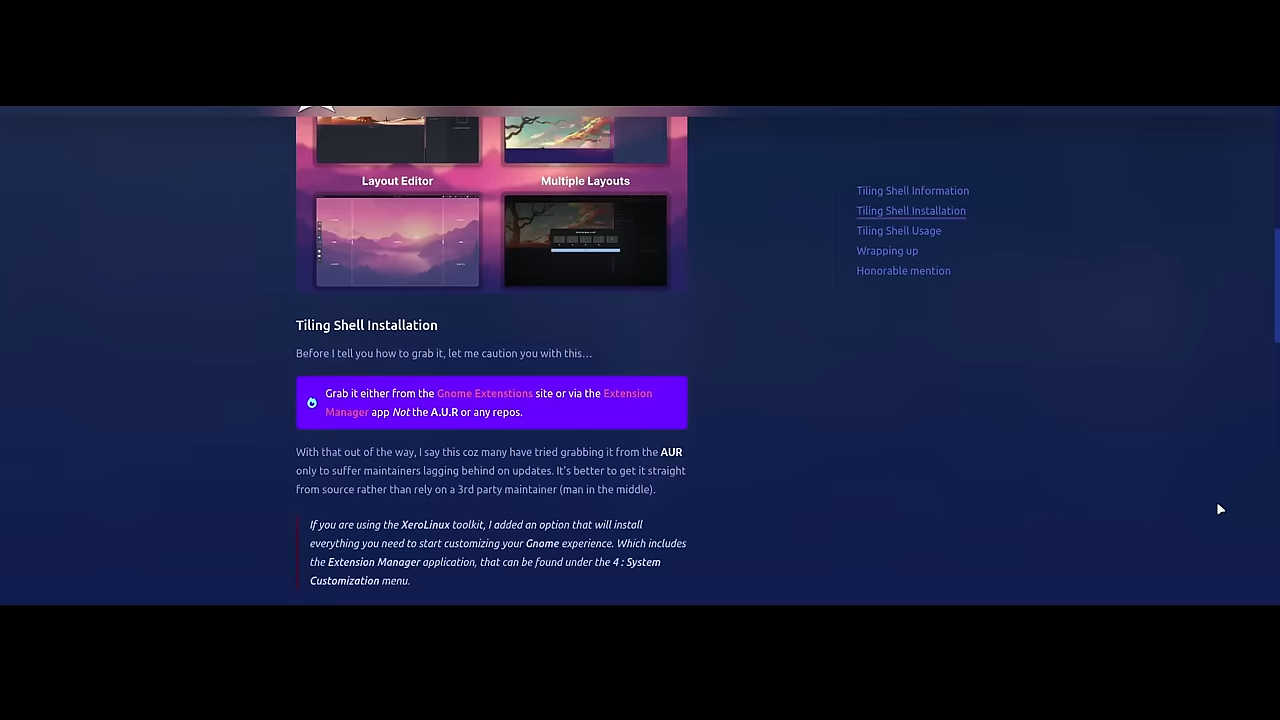 Layout Editor
Multiple Layouts
Tiling Shell Information
Tiling Shell Installation
Tiling Shell Usage
Wrapping up
Honorable mention
Tiling Shell Installation
Before I tell you how to grab it, let me caution you with this…
Grab it either from the Gnome Extenstions site or via the Extension
Manager app Not the A.U.R or any repos.
With that out of the way, I say this coz many have tried grabbing it from the AUR
only to suffer maintainers lagging behind on updates. It's better to get it straight
from source rather than rely on a 3rd party maintainer (man in the middle).
If you are using the XeroLinux toolkit, I added an option that will install
everything you need to start customizing your Gnome experience. Which includes
the Extension Manager application, that can be found under the 4 : System
Customization menu.